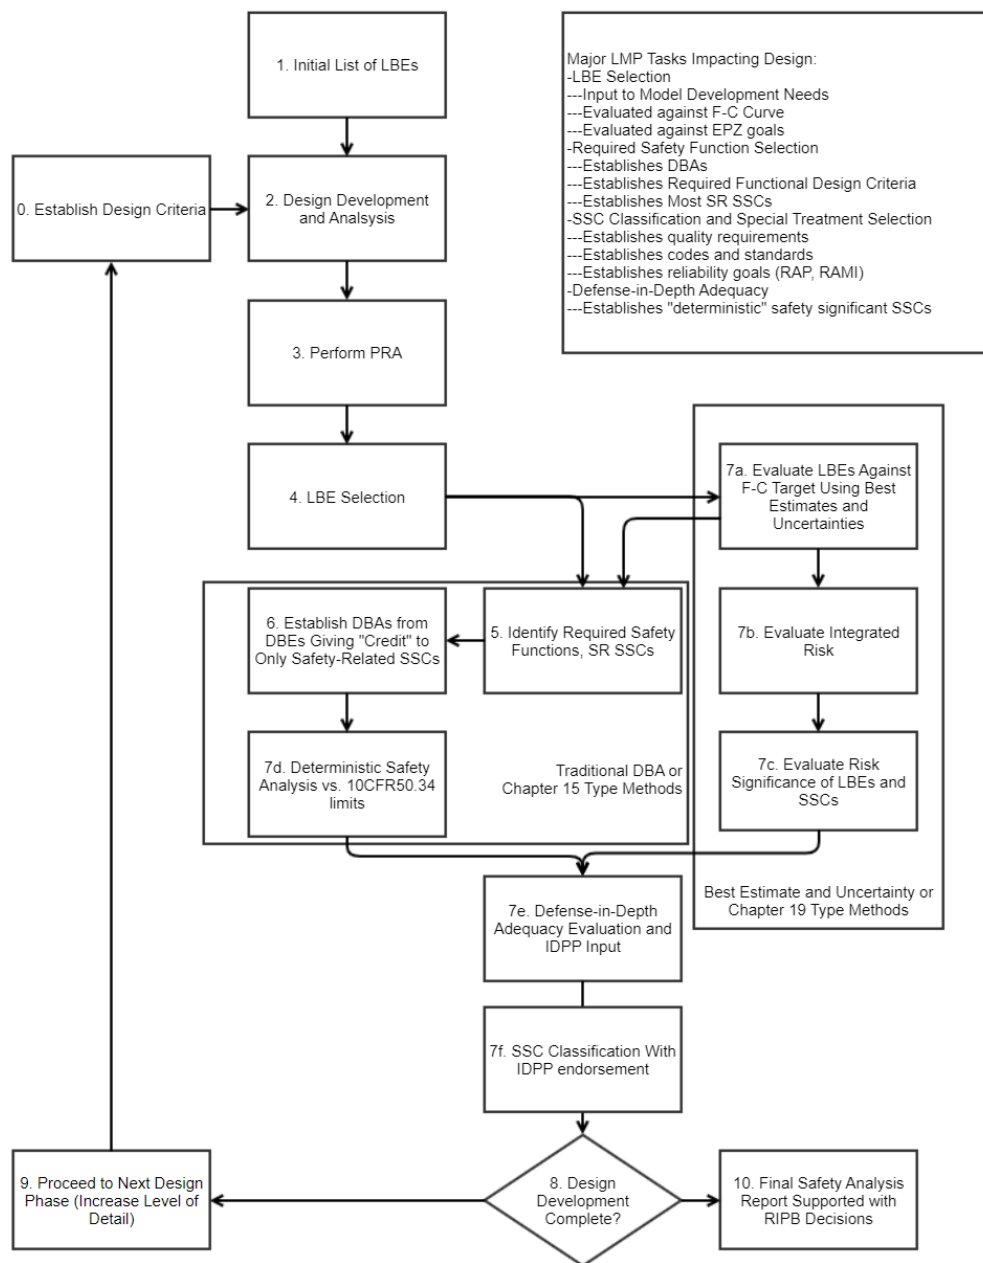 1. Initial List of LBEs
Major LMP Tasks Impacting Design:
-LBE Selection
---Input to Model Development Needs
---Evaluated against F-C Curve
---Evaluated against EPZ goals
-Required Safety Function Selection
---Establishes DBAs
---Establishes Required Functional Design Criteria
---Establishes Most SR SSCs
-SSC Classification and Special Treatment Selection
---Establishes quality requirements
---Establishes codes and standards
---Establishes reliability goals (RAP, RAMI)
-Defense-in-Depth Adequacy
---Establishes "deterministic" safety significant SSCs
0. Establish Design Criteria
2. Design Development
and Analsysis
3. Perform PRA
4. LBE Selection
7a. Evaluate LBEs Against
F-C Target Using Best
Estimates and
Uncertainties
6. Establish DBAs from
DBEs Giving "Credit" to
Only Safety-Related SSCs
5. Identify Required Safety
Functions, SR SSCs
7b. Evaluate Integrated
Risk
7d. Deterministic Safety
Analysis vs. 10CFR50.34
limits
Traditional DBA or
Chapter 15 Type Methods
7c. Evaluate Risk
Significance of LBEs and
SSCs
7e. Defense-in-Depth
Adequacy Evaluation and
IDPP Input
Best Estimate and Uncertainty or
Chapter 19 Type Methods
7f. SSC Classification With
IDPP endorsement
9. Proceed to Next Design
Phase (Increase Level of
Detail)
8. Design
Development
Complete?
10. Final Safety Analysis
Report Supported with
RIPB Decisions